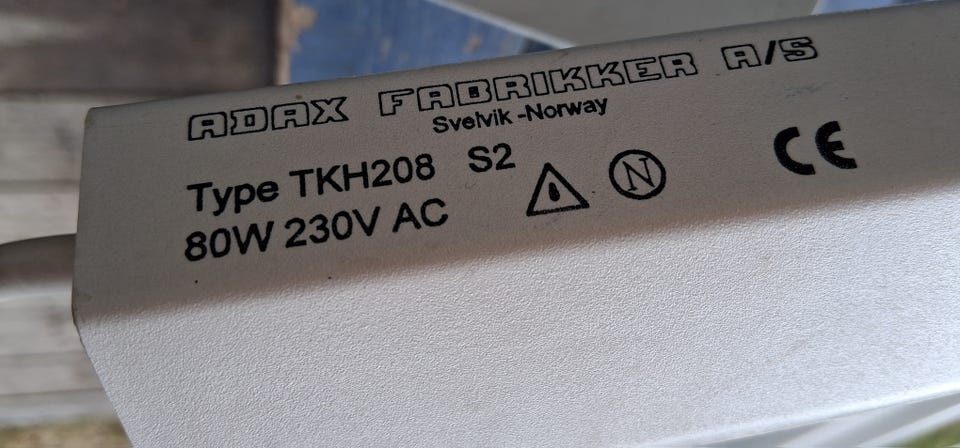 ADAX FABRIKKER A/S
Svelvik -Norway
Type TKH208 S2
80W 230V AC
N
CE